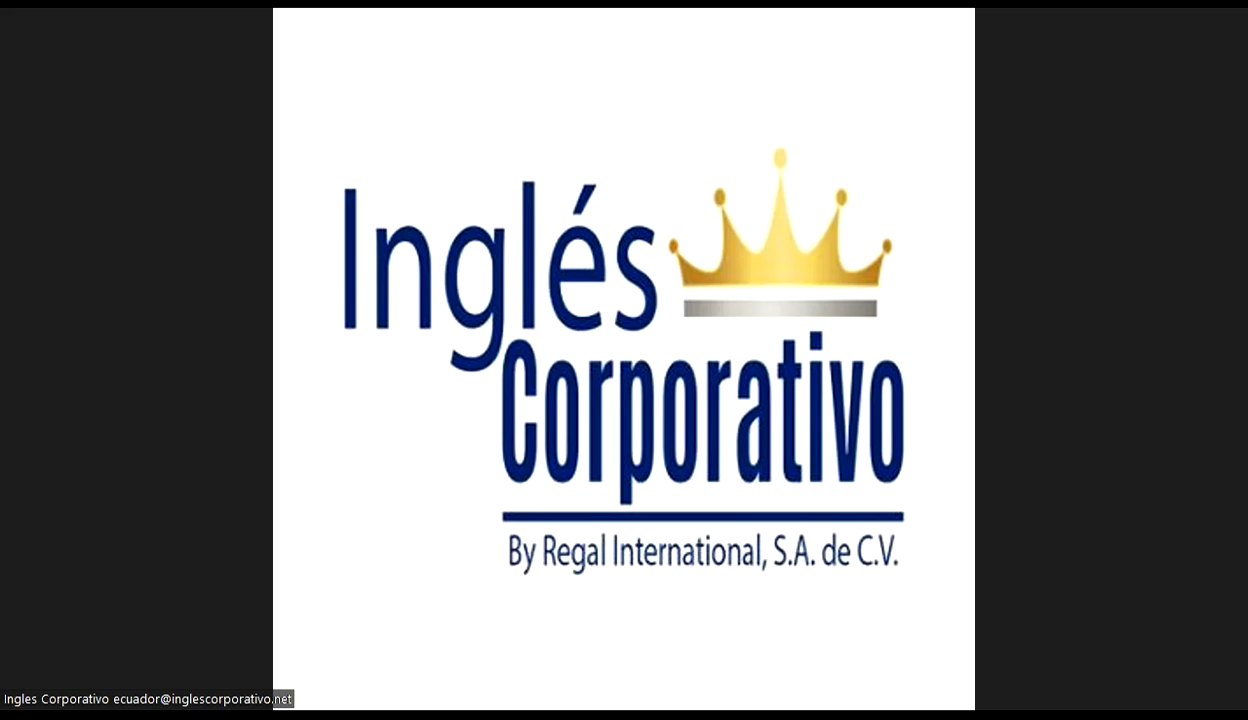 Inglés
Corporativo
By Regal International, S.A. de C.V.
Ingles Corporativo ecuador@inglescorporativo.net